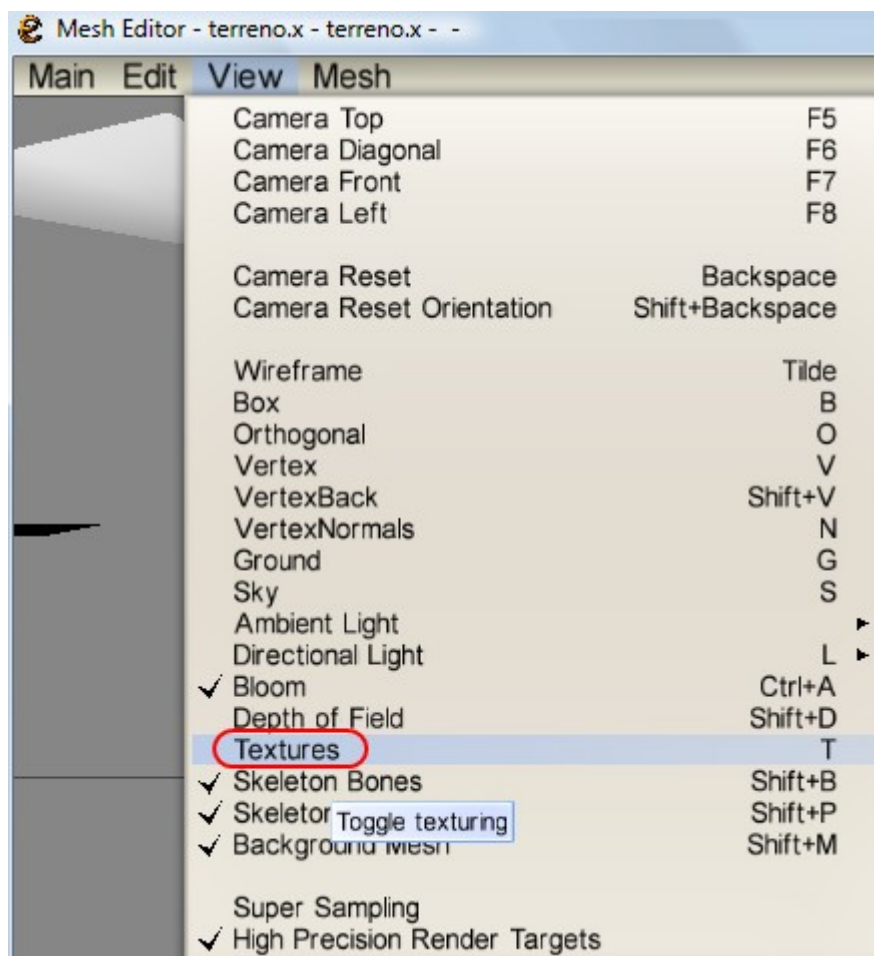 Mesh Editor - terreno.x - terreno.x - -
Main Edit View Mesh
Camera Top F5
Camera Diagonal F6
Camera Front F7
Camera Left F8
Camera Reset Backspace
Camera Reset Orientation Shift+Backspace
Wireframe Tilde
Box B
Orthogonal O
Vertex V
VertexBack Shift+V
VertexNormals N
Ground G
Sky S
Ambient Light
Directional Light L
Bloom Ctrl+A
Depth of Field Shift+D
Textures T
Skeleton Bones Shift+B
Shift+P
Toggle texturing
Background Mesh Shift+M
Super Sampling
High Precision Render Targets